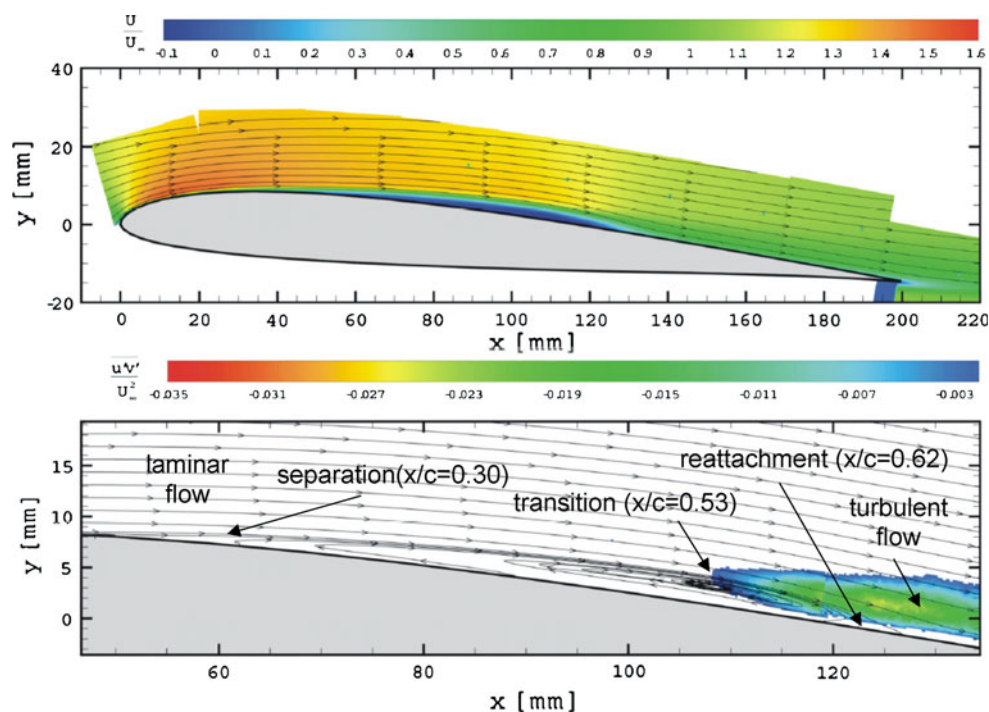 U
U∞
-0.1 0 0.1 0.2 0.3 0.4 0.5 0.6 0.7 0.8 0.9 1 1.1 1.2 1.3 1.4 1.5 1.6
40
20
0
-20
y [mm]
0 20 40 60 80 100 120 140 160 180 200 220
x [mm]
u'v'
U²∞
-0.035 -0.031 -0.027 -0.023 -0.019 -0.015 -0.011 -0.007 -0.003
15
10
5
0
y [mm]
laminar
flow
separation(x/c=0.30)
transition (x/c=0.53)
reattachment (x/c=0.62)
turbulent
flow
60 80 100 120
x [mm]